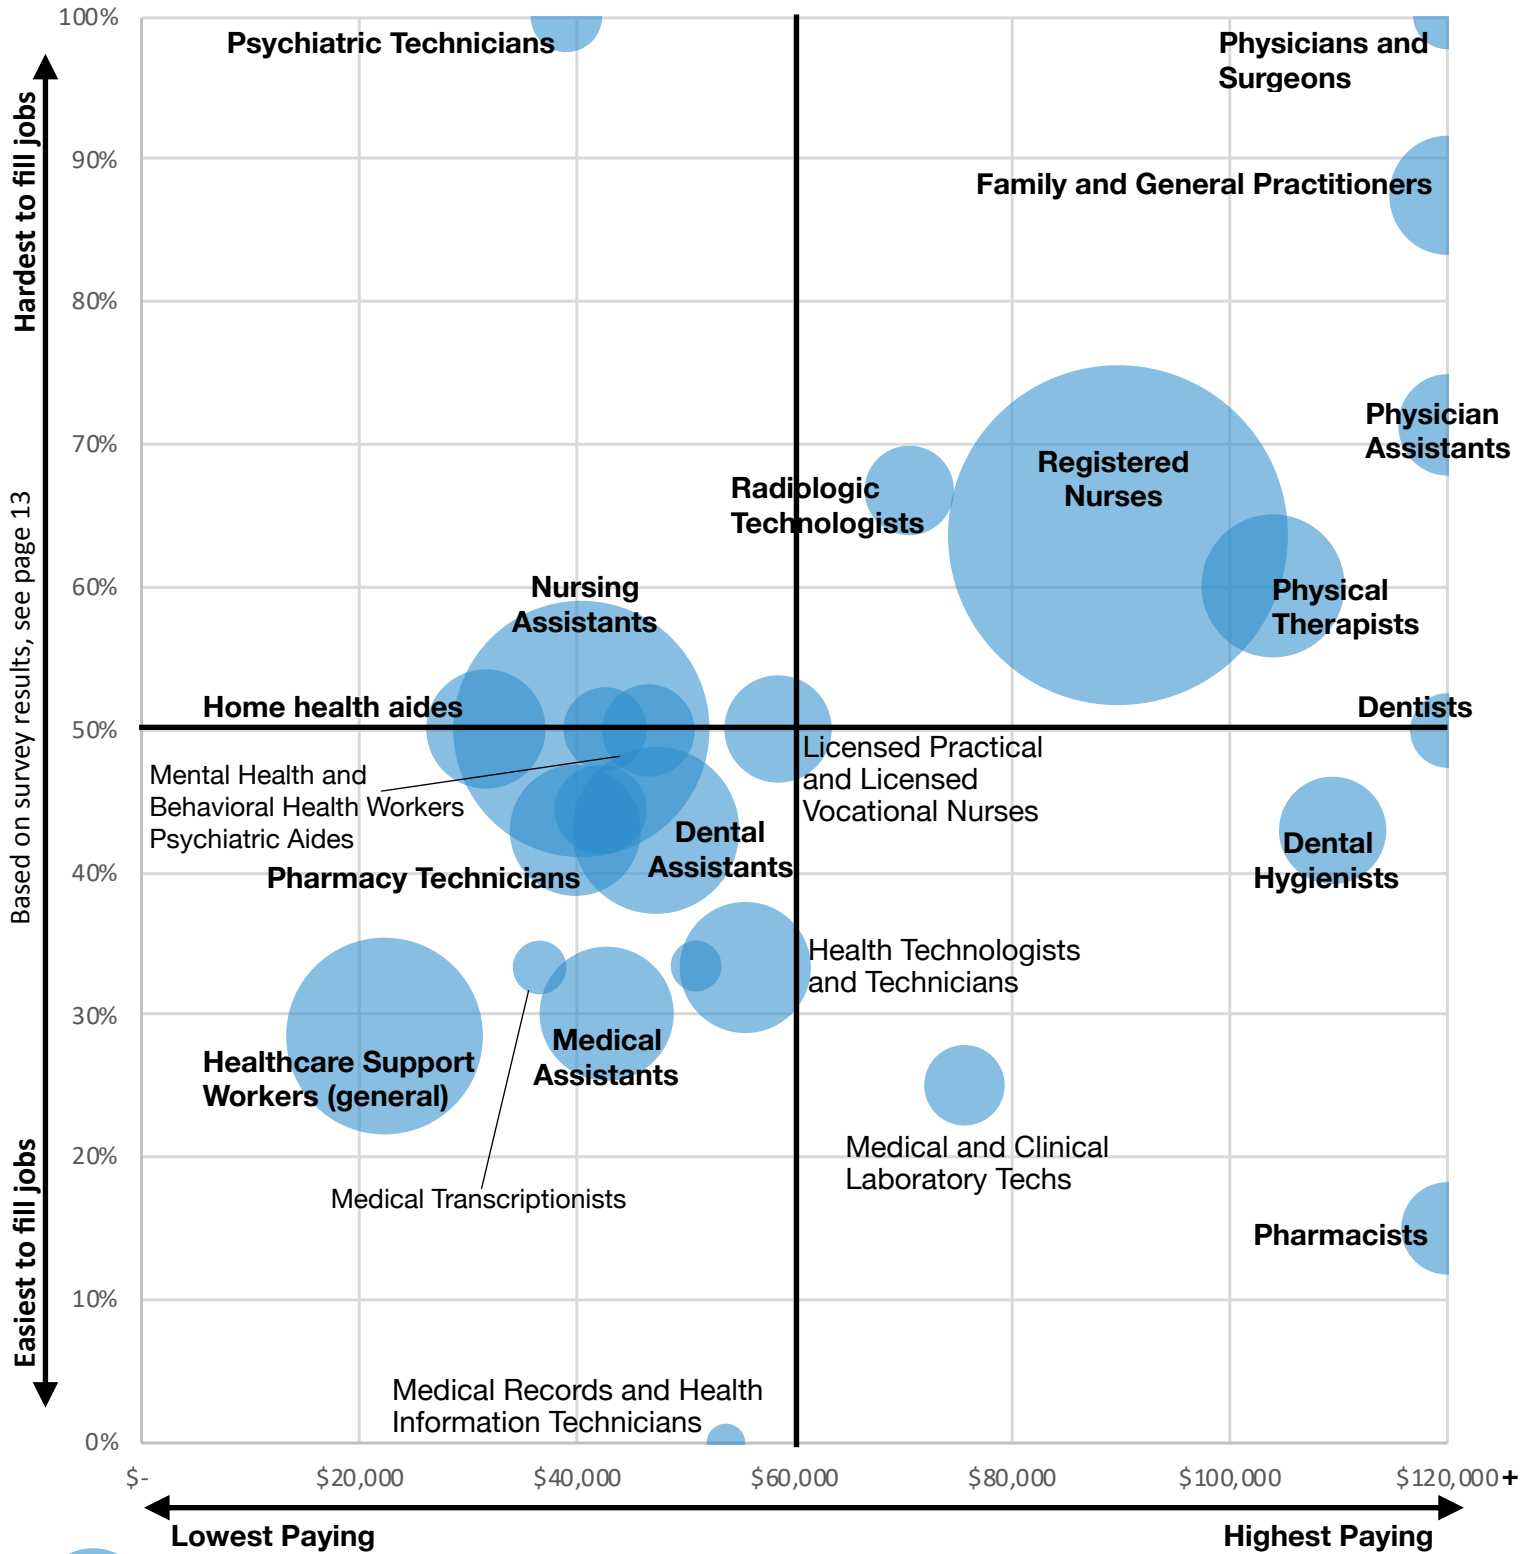 100%
Psychiatric Technicians
Physicians and
Surgeons
Hardest to fill jobs
90%
Family and General Practitioners
80%
Physician
Assistants
70%
Registered
Nurses
Radiologic
Technologists
Based on survey results, see page 13
60%
Nursing
Assistants
Physical
Therapists
Home health aides
Dentists
50%
Licensed Practical
and Licensed
Vocational Nurses
Mental Health and
Behavioral Health Workers
Psychiatric Aides
Dental
Assistants
Dental
Hygienists
Pharmacy Technicians
40%
Health Technologists
and Technicians
30%
Medical
Assistants
Healthcare Support
Workers (general)
20%
Medical and Clinical
Laboratory Techs
Medical Transcriptionists
Easiest to fill jobs
Pharmacists
10%
Medical Records and Health
Information Technicians
0%
$-
$20,000
$40,000
$60,000
$80,000
$100,000
$120,000+
Lowest Paying
Highest Paying